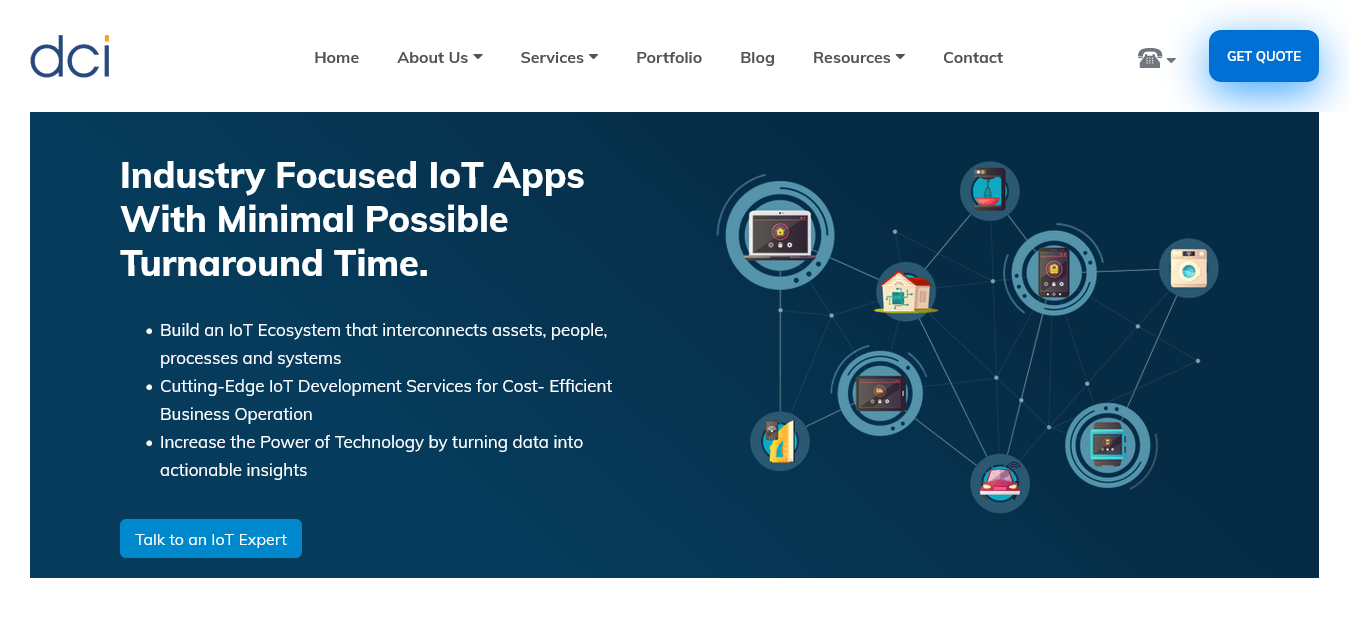 dci
Home
About Us
Services
Portfolio
Blog
Resources
Contact
GET QUOTE
Industry Focused IoT Apps
With Minimal Possible
Turnaround Time.
• Build an IoT Ecosystem that interconnects assets, people,
processes and systems
• Cutting-Edge IoT Development Services for Cost- Efficient
Business Operation
• Increase the Power of Technology by turning data into
actionable insights
Talk to an IoT Expert